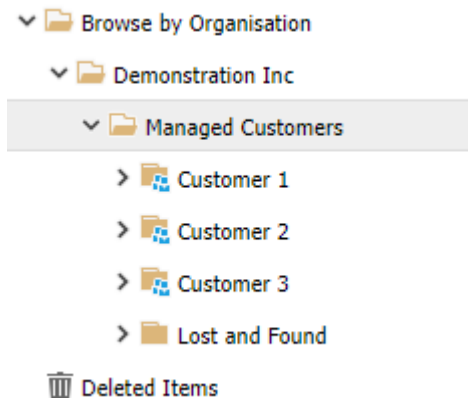 Browse by Organisation
Demonstration Inc
Managed Customers
Customer 1
Customer 2
Customer 3
Lost and Found
Deleted Items